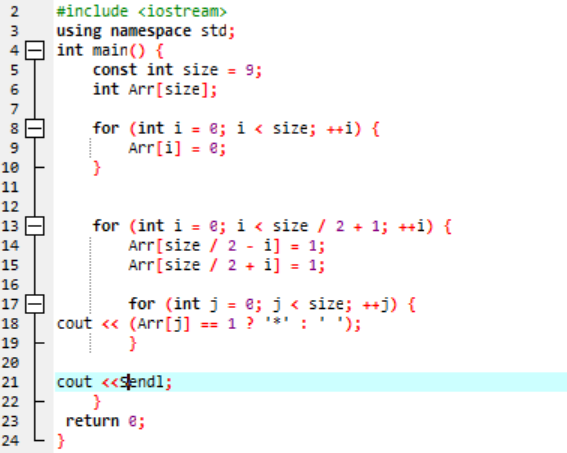 2 #include <iostream>
3 using namespace std;
4 int main() {
5 const int size = 9;
6 int Arr[size];
7
8 for (int i = 0; i < size; ++i) {
9 Arr[i] = 0;
10 }
11
12
13 for (int i = 0; i < size / 2 + 1; ++i) {
14 Arr[size / 2 - i] = 1;
15 Arr[size / 2 + i] = 1;
16
17 for (int j = 0; j < size; ++j) {
18 cout << (Arr[j] == 1 ? '*' : ' ');
19 }
20
21 cout <<Sendl;
22 }
23 return 0;
24 }